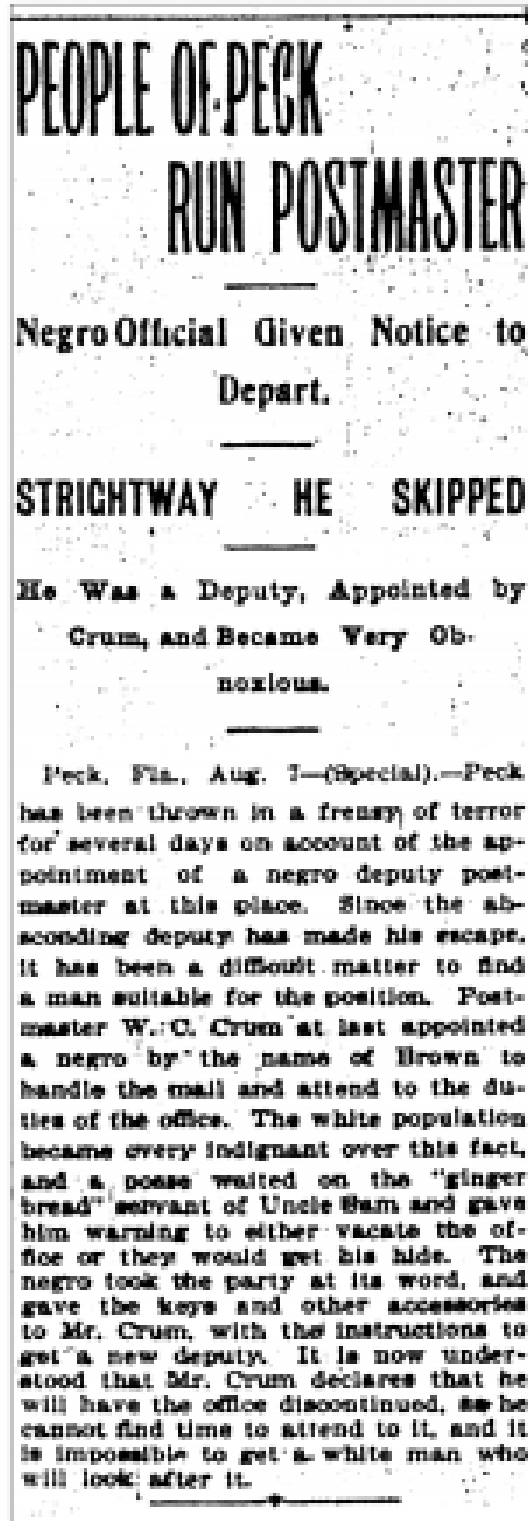 PEOPLE OF PECK
RUN POSTMASTER
Negro Official Given Notice to
Depart.
STRIGHTWAY HE SKIPPED
He Was a Deputy, Appointed by
Crum, and Became Very Ob-
noxious.
Peck, Fla., Aug. 7—(Special).—Peck
has been thrown in a frensy of terror
for several days on account of the ap-
pointment of a negro deputy post-
master at this place. Since the ab-
sconding deputy has made his escape,
it has been a difficult matter to find
a man suitable for the position. Post-
master W. C. Crum at last appointed
a negro by the name of Brown to
handle the mail and attend to the du-
ties of the office. The white population
became overy indignant over this fact,
and a posse waited on the "ginger
bread" servant of Uncle Sam and gave
him warning to either vacate the of-
fice or they would get his hide. The
negro took the party at its word, and
gave the keys and other accessories
to Mr. Crum, with the instructions to
get a new deputy. It is now under-
stood that Mr. Crum declares that he
will have the office discontinued, as he
cannot find time to attend to it, and it
is impossible to get a white man who
will look after it.